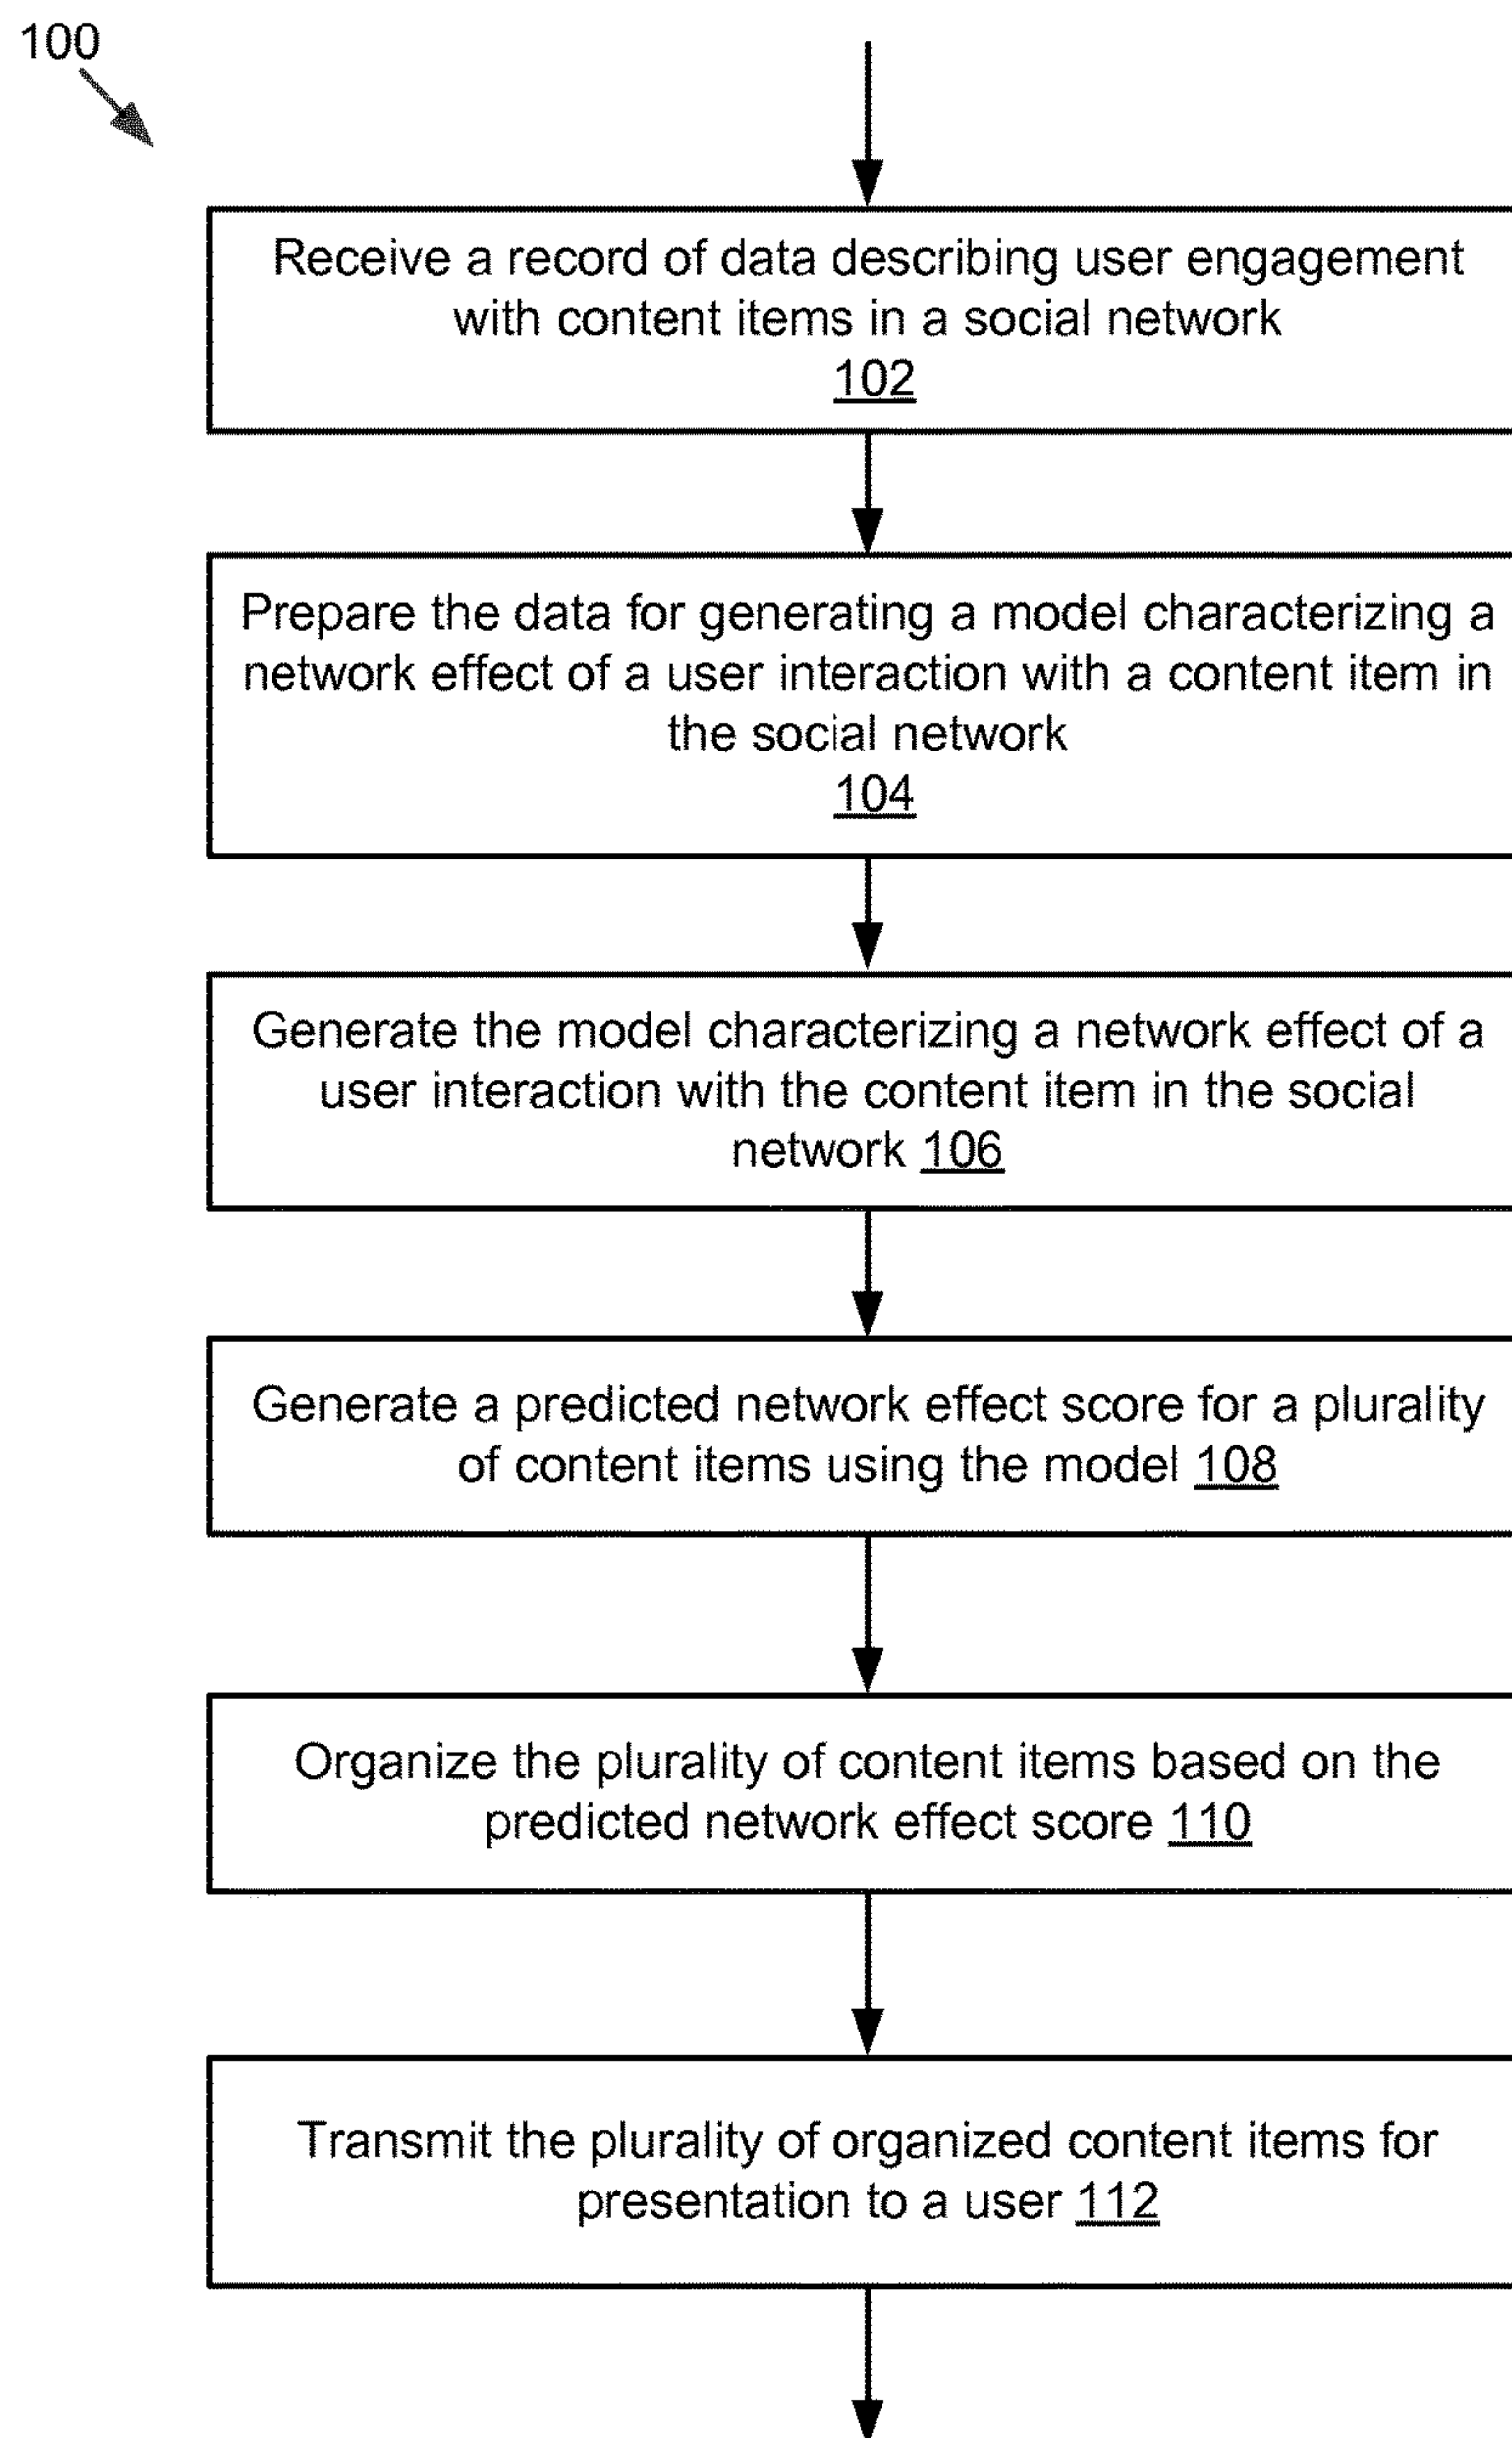 100
Receive a record of data describing user engagement
with content items in a social network
102
Prepare the data for generating a model characterizing a
network effect of a user interaction with a content item in
the social network
104
Generate the model characterizing a network effect of a
user interaction with the content item in the social
network 106
Generate a predicted network effect score for a plurality
of content items using the model 108
Organize the plurality of content items based on the
predicted network effect score 110
Transmit the plurality of organized content items for
presentation to a user 112